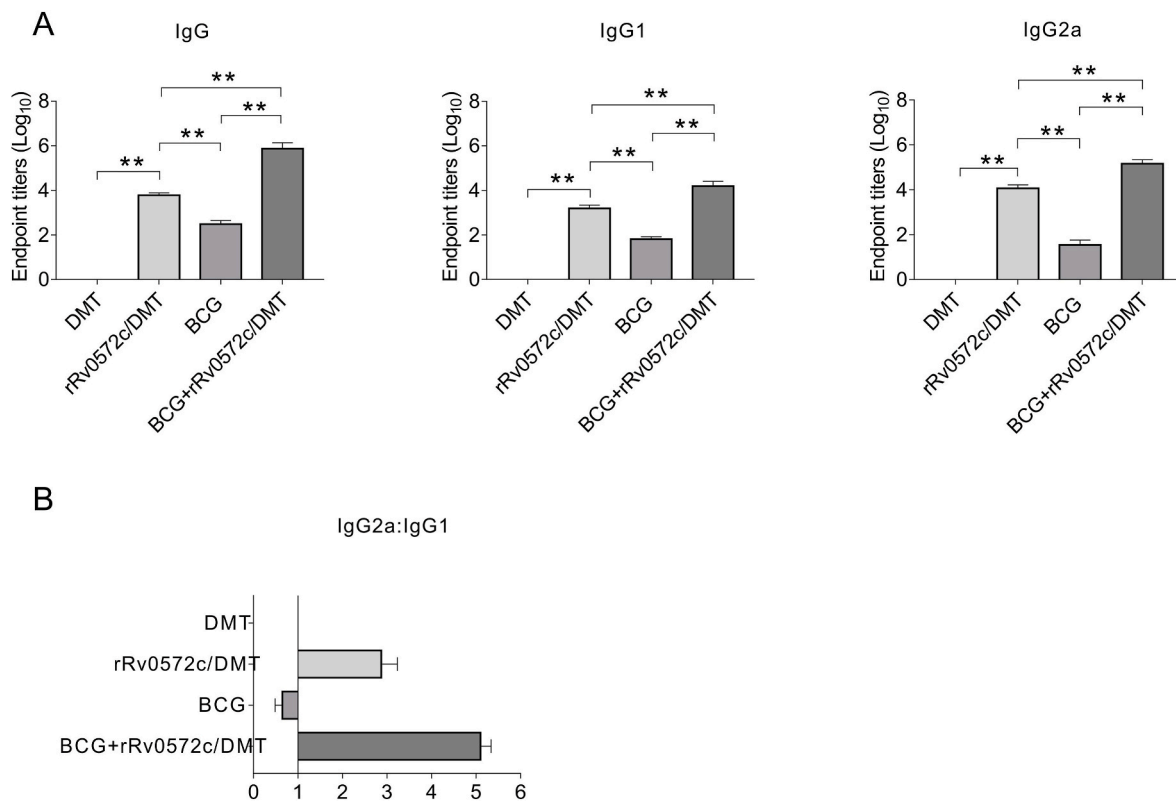 A
IgG
Endpoint titers (Log10)
8
6
4
2
0
**
**
**
**
DMT
rRv0572c/DMT
BCG
BCG+rRv0572c/DMT
IgG1
Endpoint titers (Log10)
8
6
4
2
0
**
**
**
**
DMT
rRv0572c/DMT
BCG
BCG+rRv0572c/DMT
IgG2a
Endpoint titers (Log10)
8
6
4
2
0
**
**
**
**
DMT
rRv0572c/DMT
BCG
BCG+rRv0572c/DMT
B
IgG2a:IgG1
DMT
rRv0572c/DMT
BCG
BCG+rRv0572c/DMT
0 1 2 3 4 5 6